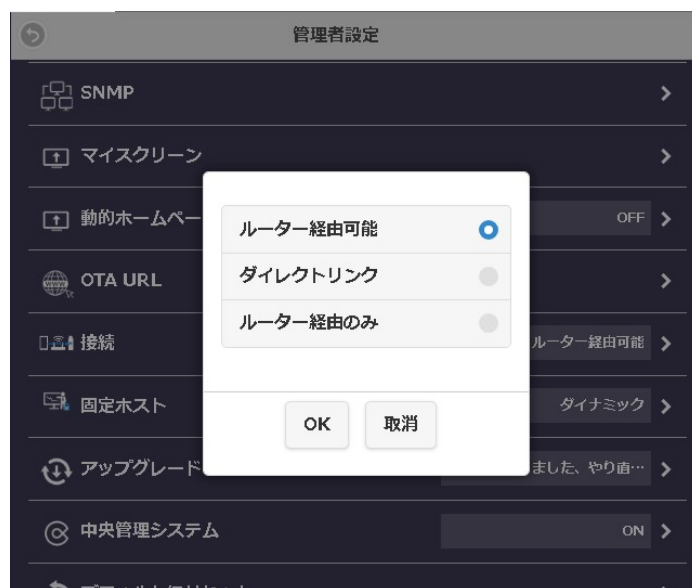 管理者設定
SNMP
マイスクリーン
動的ホームペー
OFF
OTA URL
接続
ルーター経由可能
固定ホスト
ダイナミック
アップグレード
ました、やり直…
中央管理システム
ON
ルーター経由可能
ダイレクトリンク
ルーター経由のみ
OK
取消